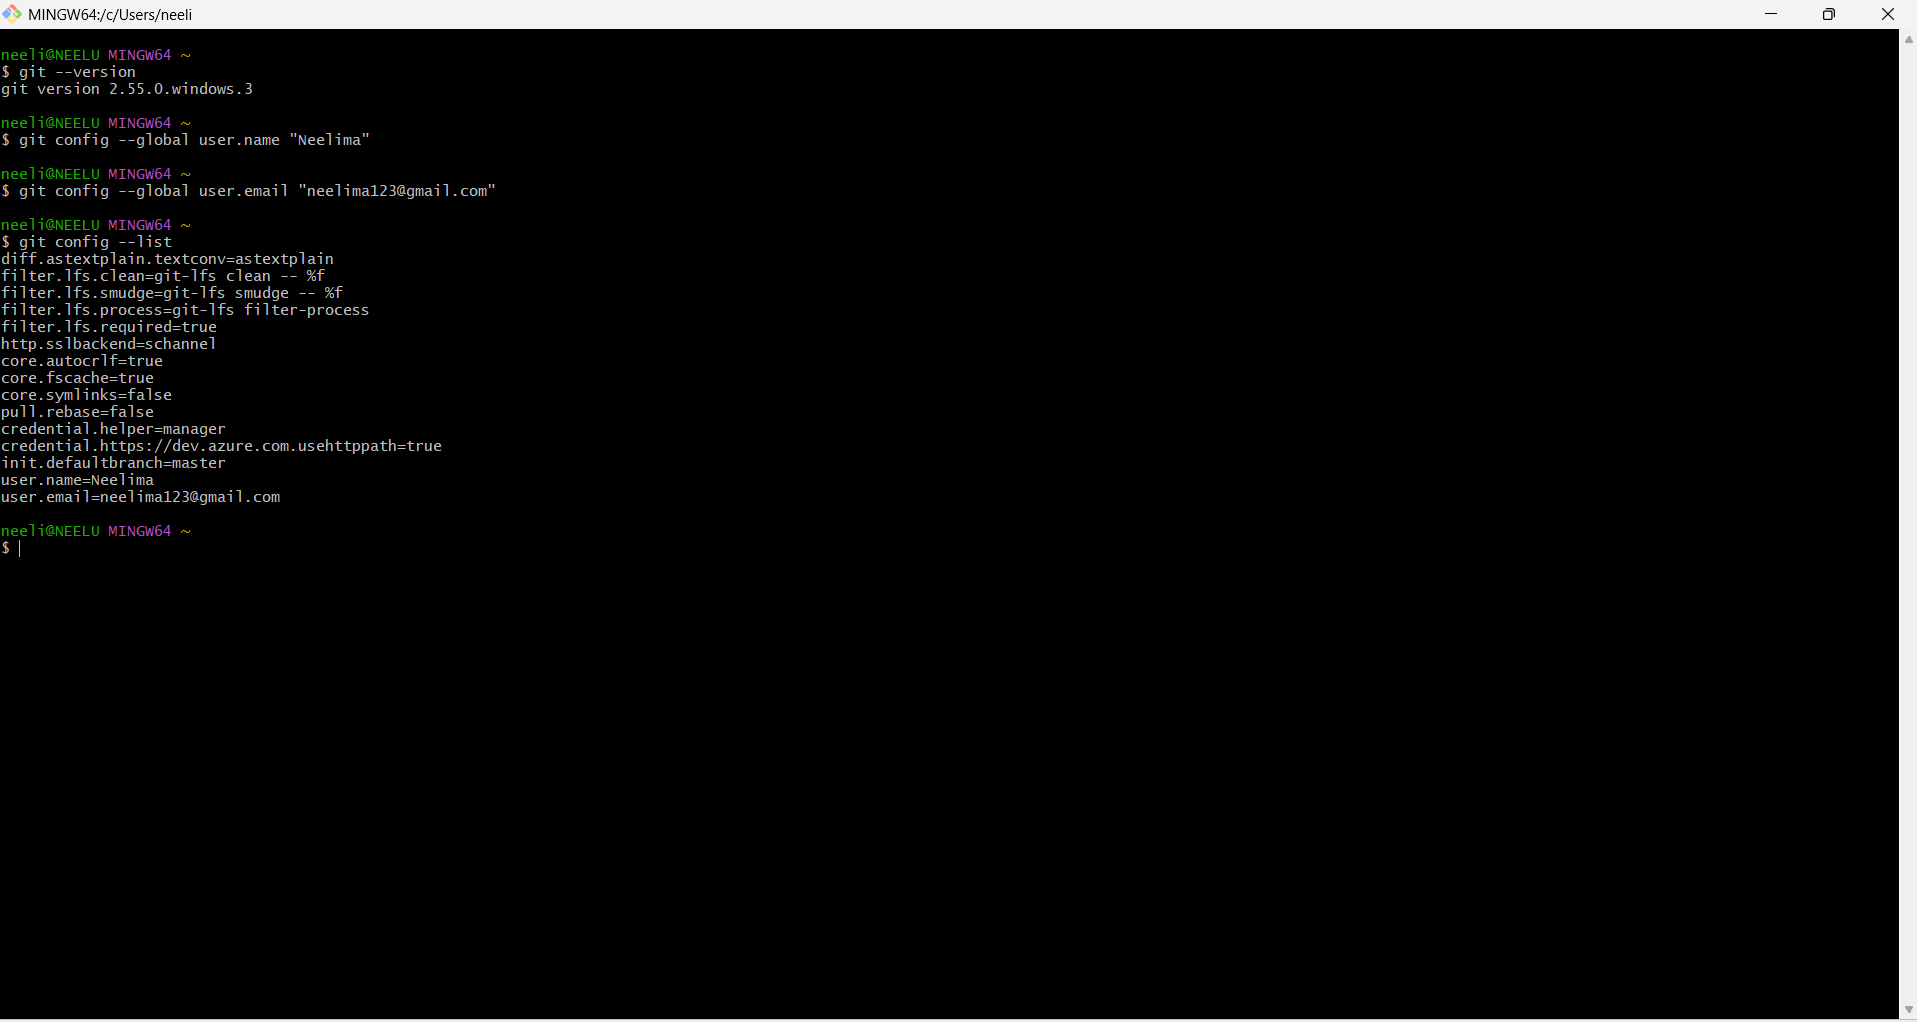 MINGW64:/c/Users/neeli
neeli@NEELU MINGW64 ~
$ git --version
git version 2.55.0.windows.3
neeli@NEELU MINGW64 ~
$ git config --global user.name "Neelima"
neeli@NEELU MINGW64 ~
$ git config --global user.email "neelima123@gmail.com"
neeli@NEELU MINGW64 ~
$ git config --list
diff.astextplain.textconv=astextplain
filter.lfs.clean=git-lfs clean -- %f
filter.lfs.smudge=git-lfs smudge -- %f
filter.lfs.process=git-lfs filter-process
filter.lfs.required=true
http.sslbackend=schannel
core.autocrlf=true
core.fscache=true
core.symlinks=false
pull.rebase=false
credential.helper=manager
credential.https://dev.azure.com.usehttppath=true
init.defaultbranch=master
user.name=Neelima
user.email=neelima123@gmail.com
neeli@NEELU MINGW64 ~
$